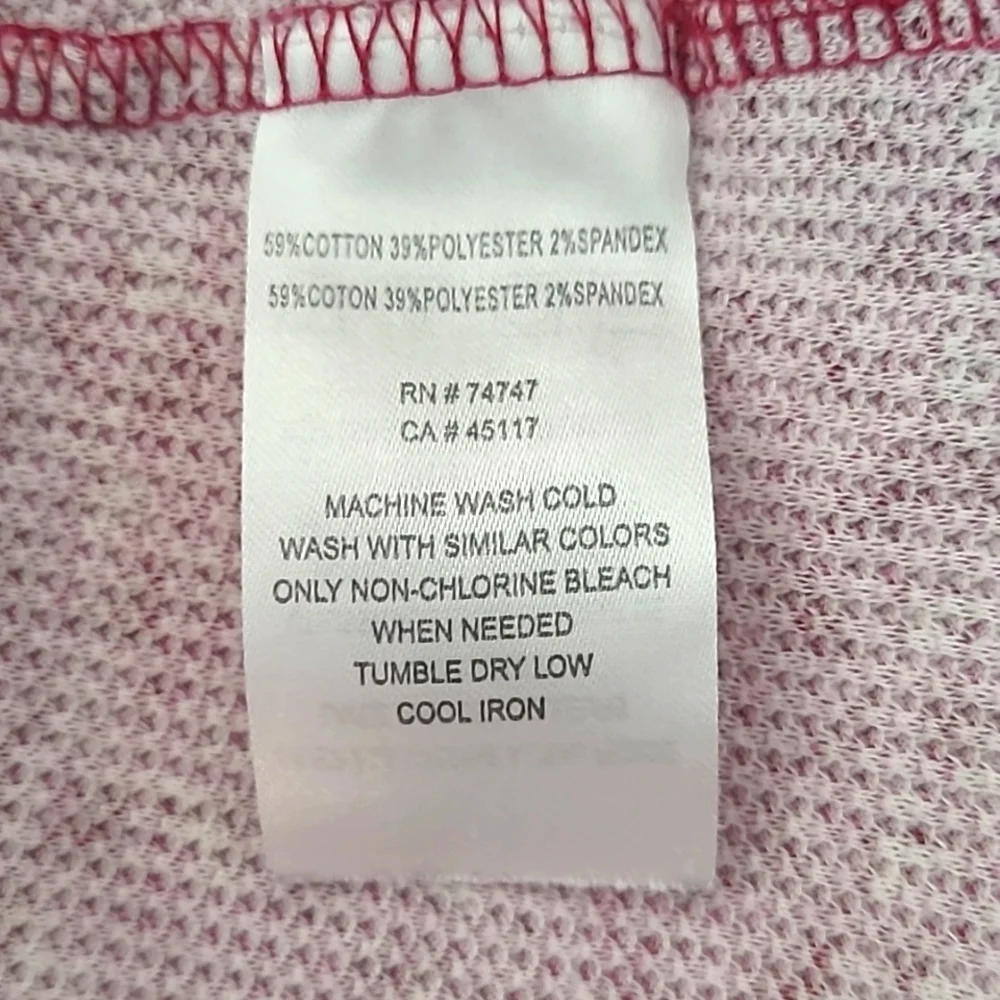 59%COTTON 39%POLYESTER 2%SPANDEX
59%COTON 39%POLYESTER 2%SPANDEX
RN # 74747
CA # 45117
MACHINE WASH COLD
WASH WITH SIMILAR COLORS
ONLY NON-CHLORINE BLEACH
WHEN NEEDED
TUMBLE DRY LOW
COOL IRON